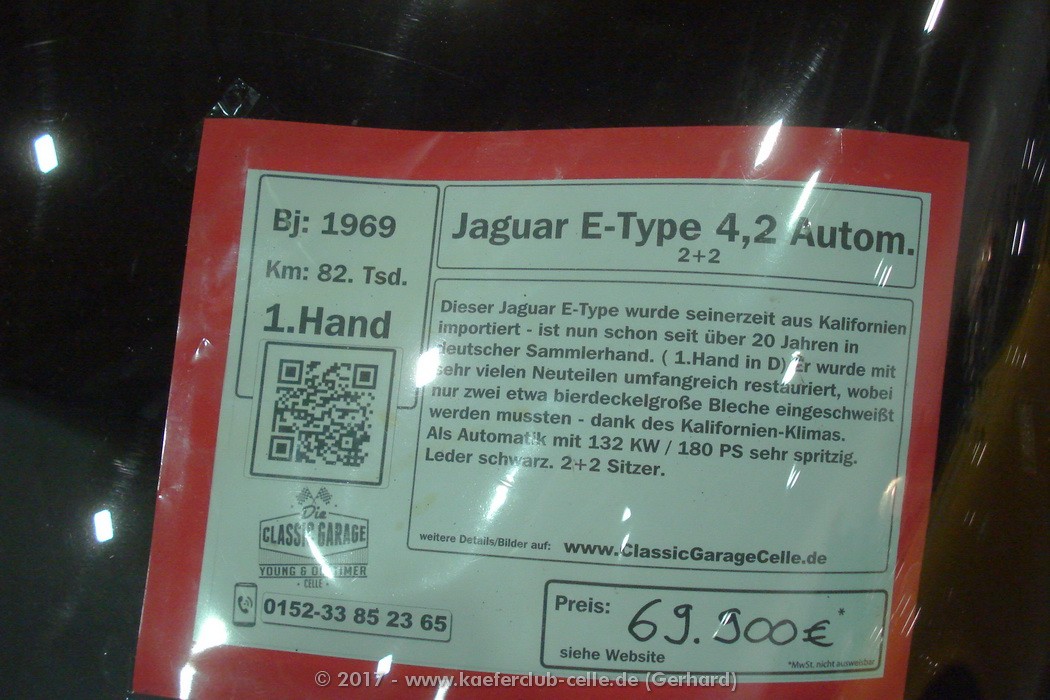 Bj: 1969
Km: 82. Tsd.
1.Hand
Jaguar E-Type 4,2 Autom.
2+2
Dieser Jaguar E-Type wurde seinerzeit aus Kalifornien
importiert - ist nun schon seit über 20 Jahren in
deutscher Sammlerhand. ( 1.Hand in D) Er wurde mit
sehr vielen Neuteilen umfangreich restauriert, wobei
nur zwei etwa bierdeckelgroße Bleche eingeschweißt
werden mussten - dank des Kalifornien-Klimas.
Als Automatik mit 132 KW / 180 PS sehr spritzig.
Leder schwarz. 2+2 Sitzer.
weitere Details/Bilder auf: www.ClassicGarageCelle.de
Die
CLASSIC GARAGE
YOUNG & OLDTIMER
· CELLE ·
0152-33 85 23 65
Preis: 69.900€*
siehe Website
*MwSt. nicht ausweisbar
© 2017 - www.kaeferclub-celle.de (Gerhard)